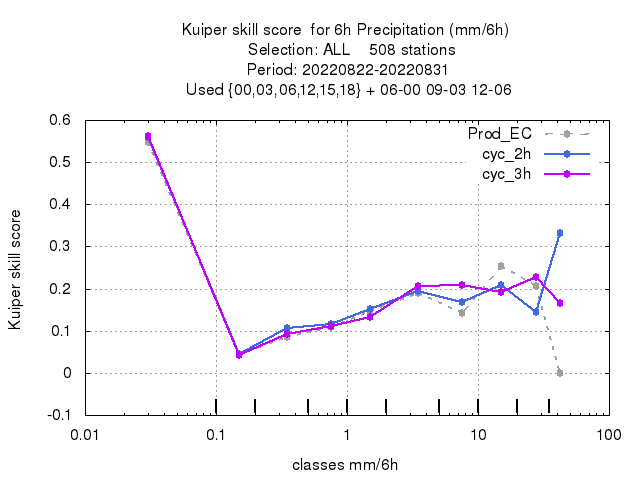 Kuiper skill score  for 6h Precipitation (mm/6h)
Selection: ALL    508 stations
Period: 20220822-20220831
Used {00,03,06,12,15,18} + 06-00 09-03 12-06
Prod_EC
cyc_2h
cyc_3h
Kuiper skill score
0.6
0.5
0.4
0.3
0.2
0.1
0
-0.1
0.01 0.1 1 10 100
classes mm/6h